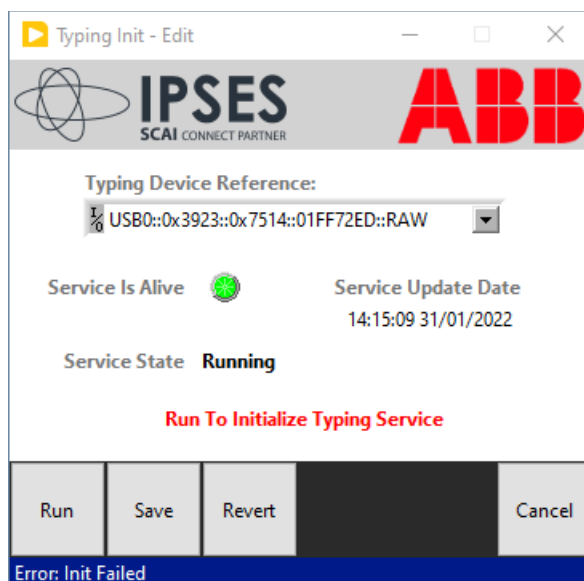 Typing Init - Edit
IPSES
SCAI CONNECT PARTNER
ABB
Typing Device Reference:
I/O USB0::0x3923::0x7514::01FF72ED::RAW
Service Is Alive
Service Update Date
14:15:09 31/01/2022
Service State Running
Run To Initialize Typing Service
Run Save Revert Cancel
Error: Init Failed